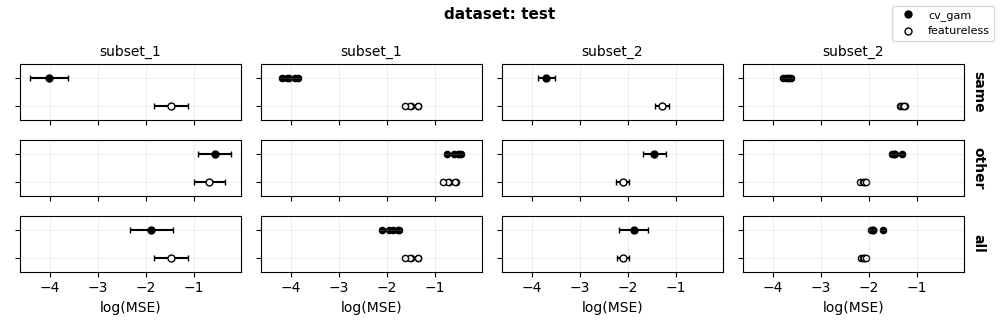 dataset: test
cv_gam
featureless
subset_1 subset_1 subset_2 subset_2
same
other
all
−4 −3 −2 −1 −4 −3 −2 −1 −4 −3 −2 −1 −4 −3 −2 −1
log(MSE) log(MSE) log(MSE) log(MSE)